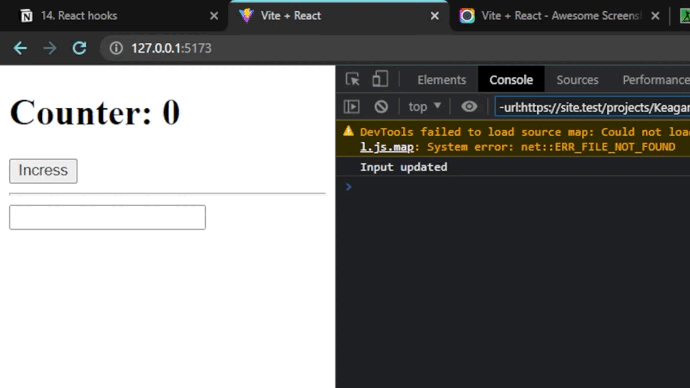 14. React hooks
Vite + React
Vite + React - Awesome Screens
127.0.0.1:5173
Counter: 0
Incress
Elements Console Sources Performance
top
-url:https://site.test/projects/Keagan
DevTools failed to load source map: Could not loa
l.js.map: System error: net::ERR_FILE_NOT_FOUND
Input updated